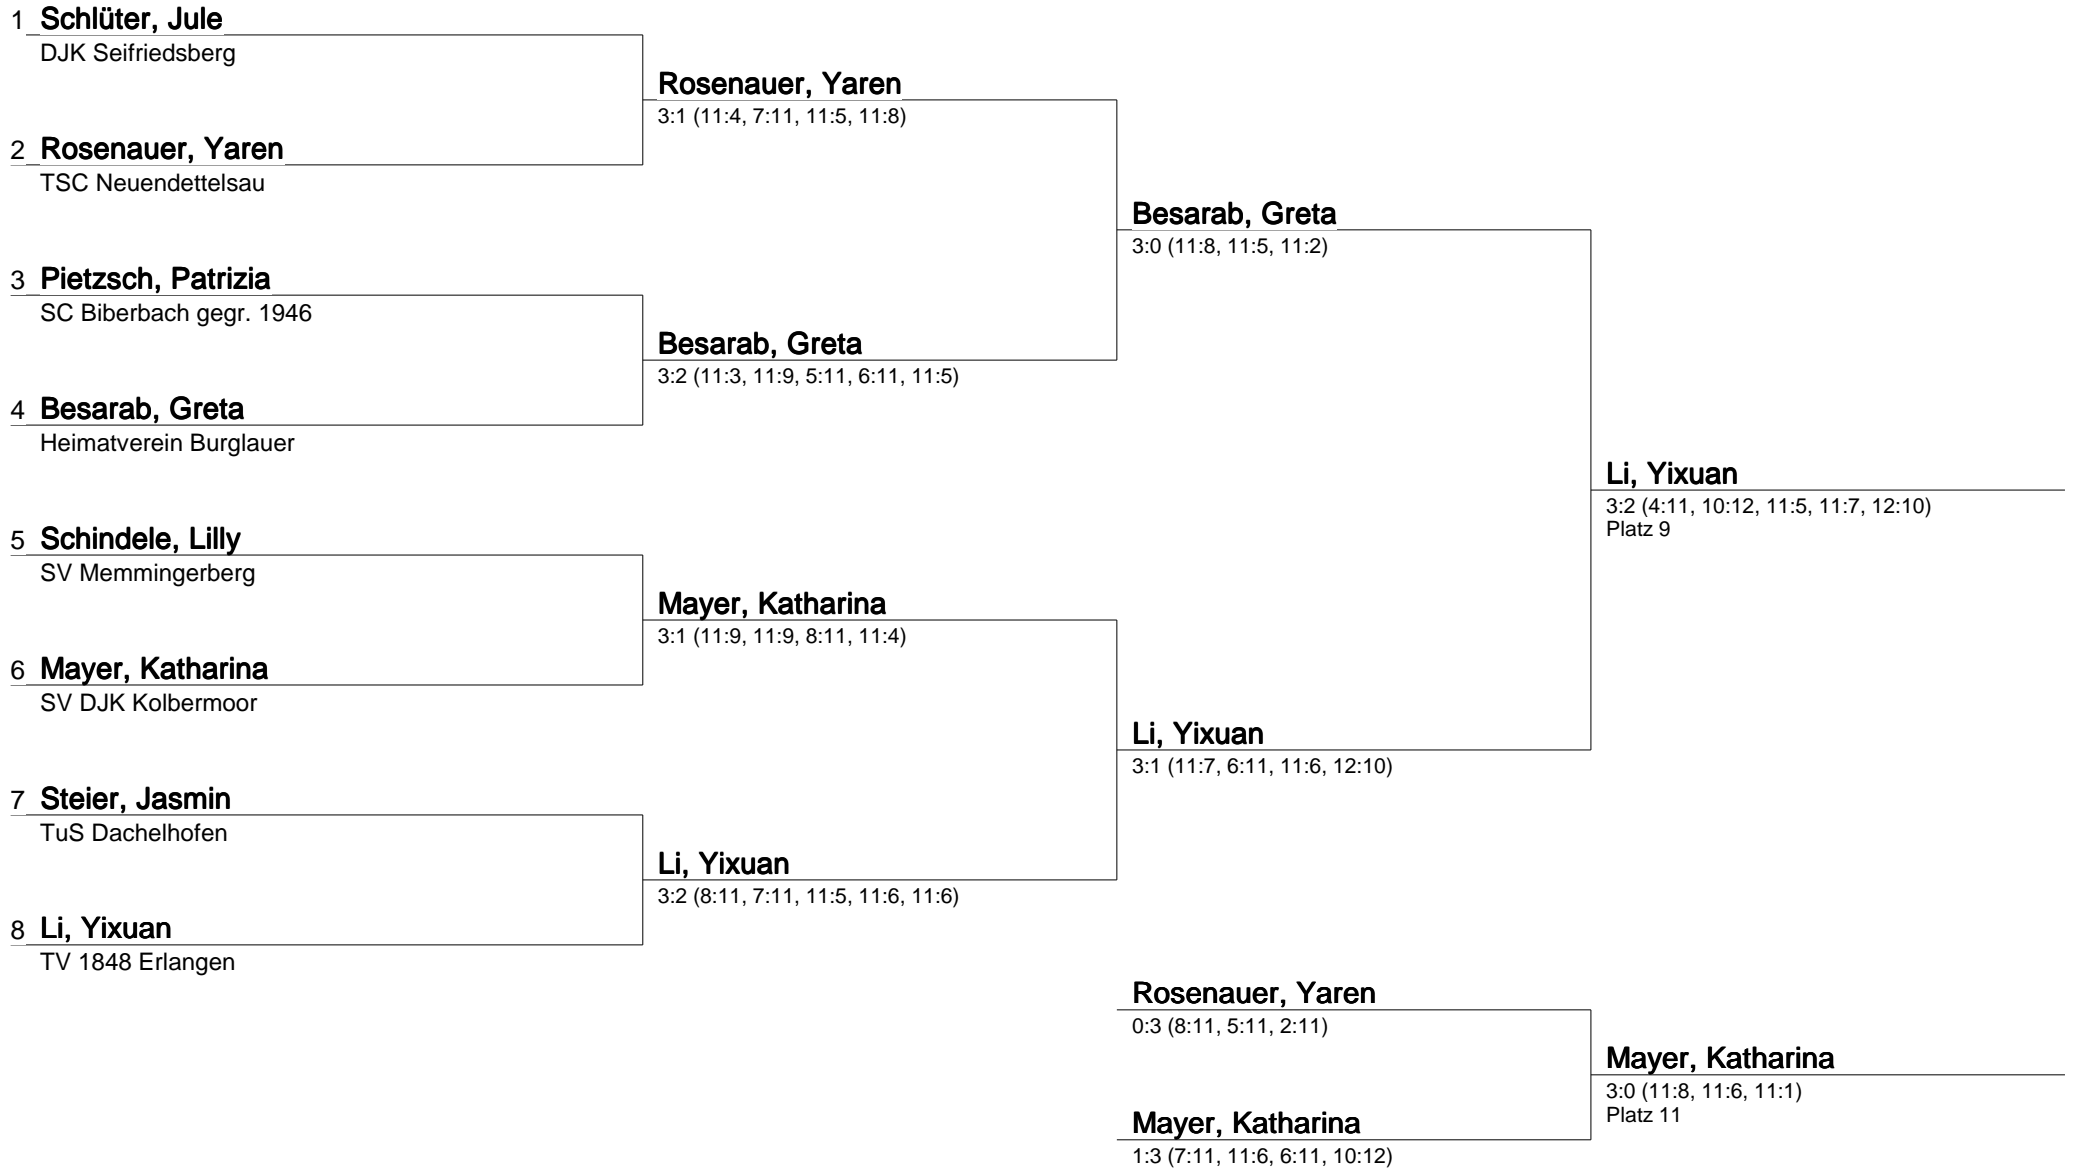 1 Schlüter, Jule
DJK Seifriedsberg
Rosenauer, Yaren
3:1 (11:4, 7:11, 11:5, 11:8)
2 Rosenauer, Yaren
TSC Neuendettelsau
Besarab, Greta
3:0 (11:8, 11:5, 11:2)
3 Pietzsch, Patrizia
SC Biberbach gegr. 1946
Besarab, Greta
3:2 (11:3, 11:9, 5:11, 6:11, 11:5)
4 Besarab, Greta
Heimatverein Burglauer
Li, Yixuan
3:2 (4:11, 10:12, 11:5, 11:7, 12:10)
Platz 9
5 Schindele, Lilly
SV Memmingerberg
Mayer, Katharina
3:1 (11:9, 11:9, 8:11, 11:4)
6 Mayer, Katharina
SV DJK Kolbermoor
Li, Yixuan
3:1 (11:7, 6:11, 11:6, 12:10)
7 Steier, Jasmin
TuS Dachelhofen
Li, Yixuan
3:2 (8:11, 7:11, 11:5, 11:6, 11:6)
8 Li, Yixuan
TV 1848 Erlangen
Rosenauer, Yaren
0:3 (8:11, 5:11, 2:11)
Mayer, Katharina
3:0 (11:8, 11:6, 11:1)
Platz 11
Mayer, Katharina
1:3 (7:11, 11:6, 6:11, 10:12)